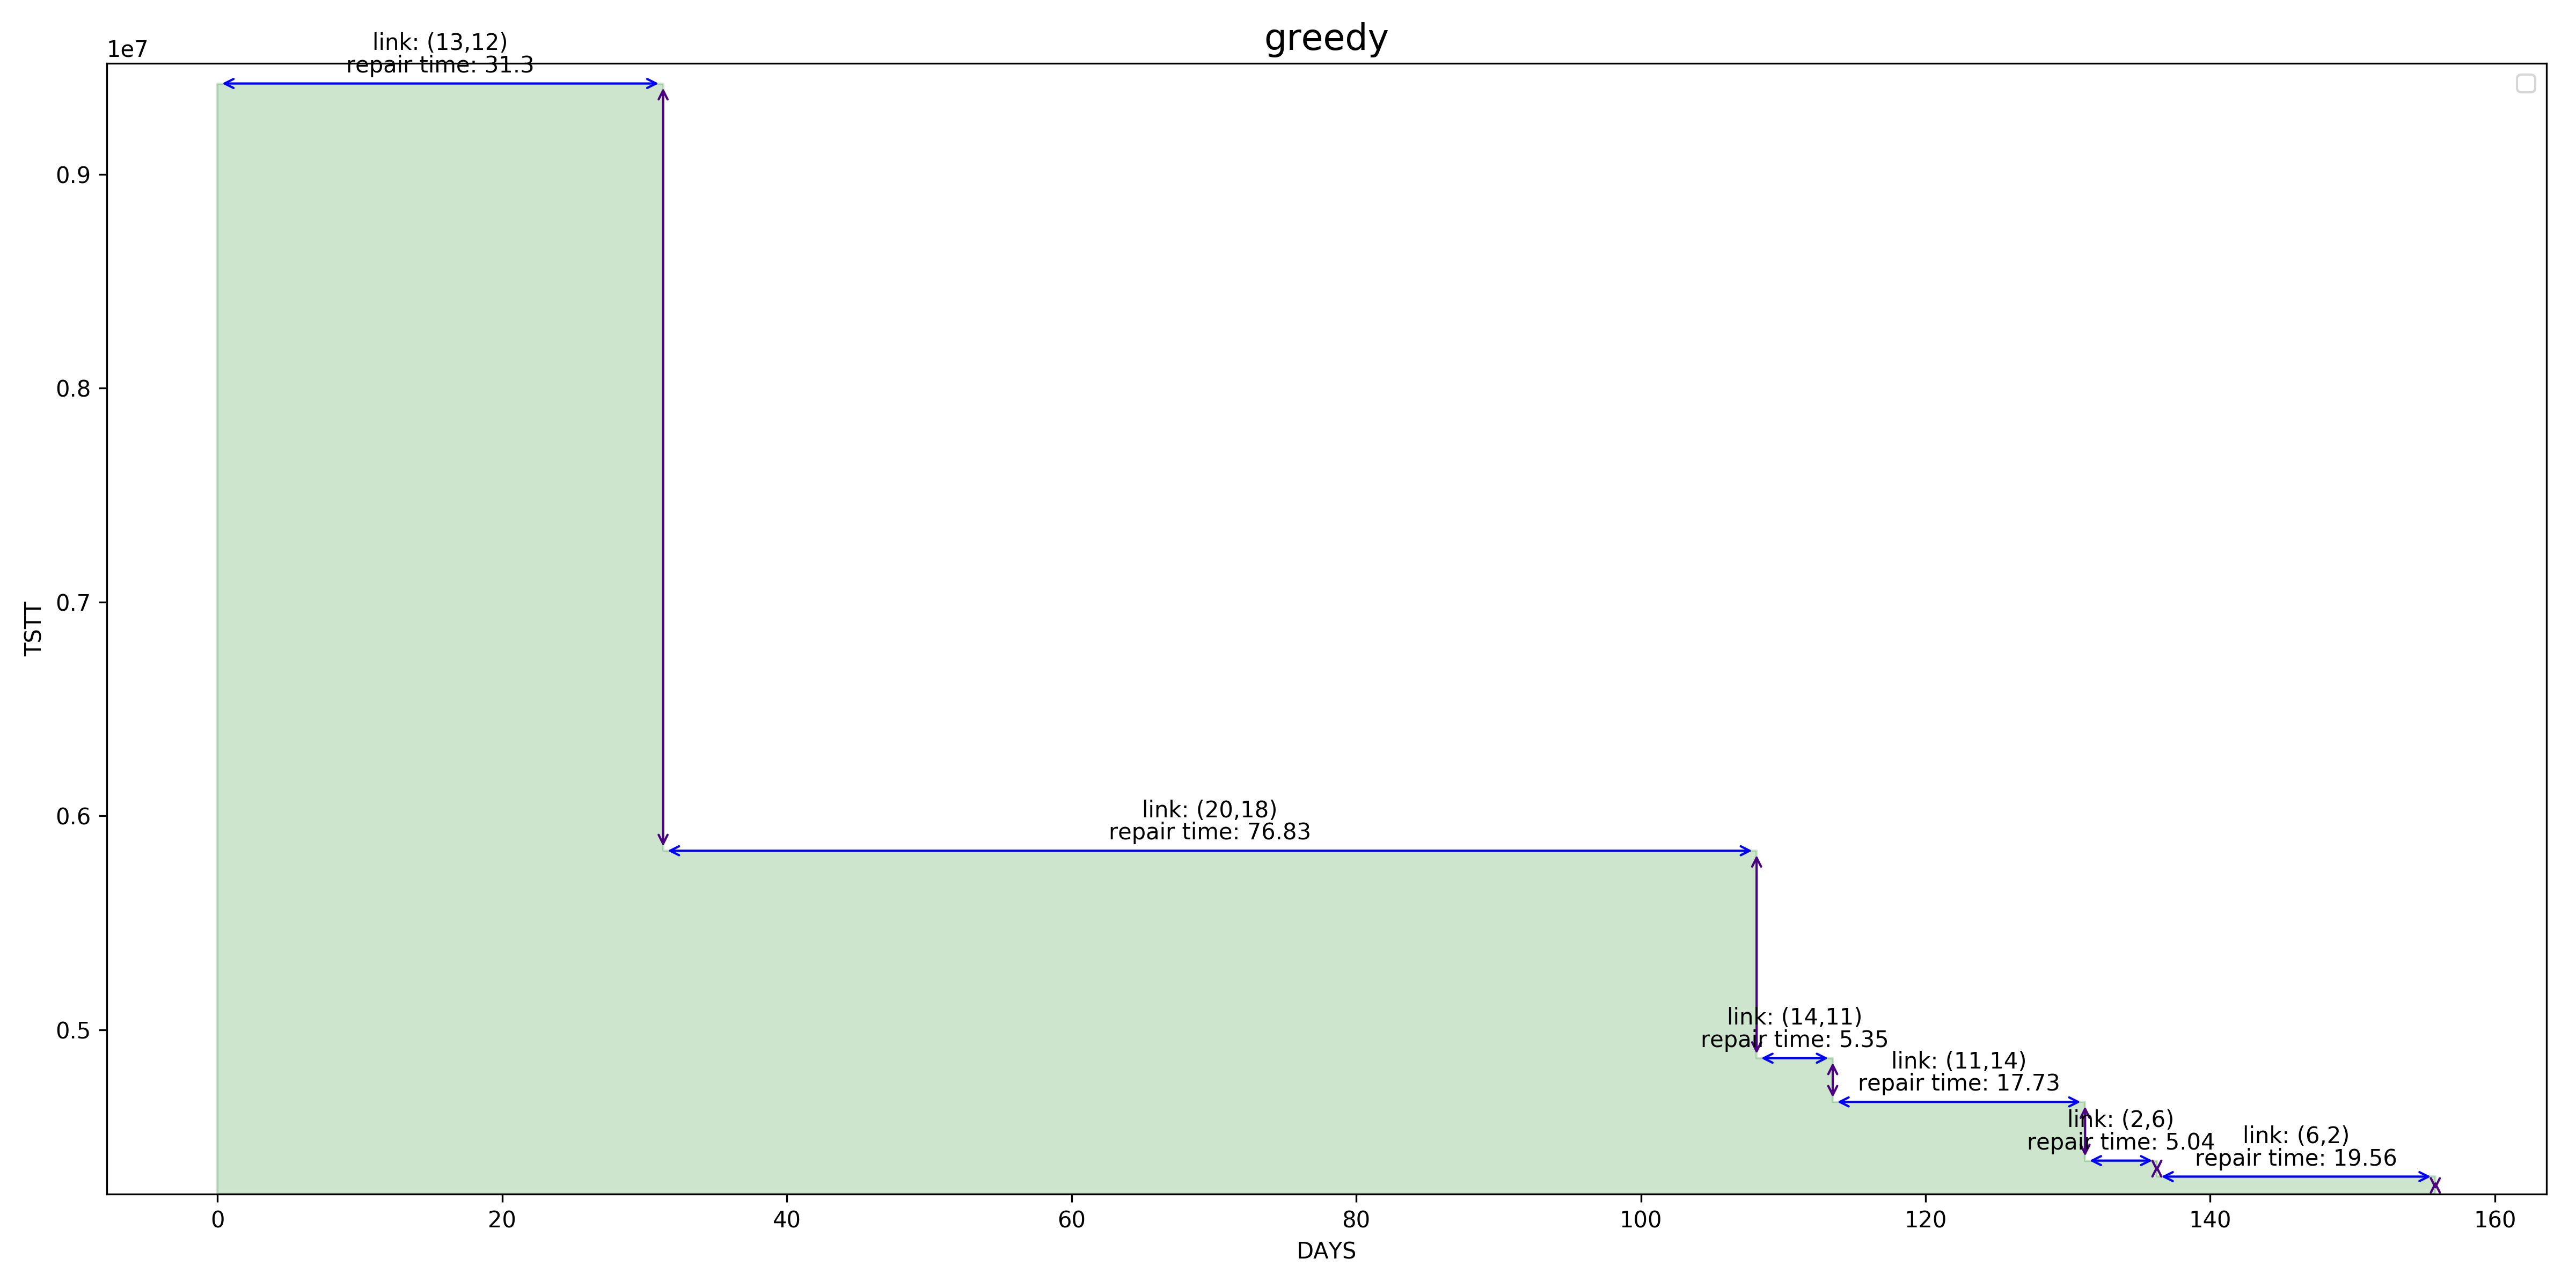 greedy
1e7
link: (13,12)
repair time: 31.3
0.9
0.8
0.7
0.6
0.5
TSTT
link: (20,18)
repair time: 76.83
link: (14,11)
repair time: 5.35
link: (11,14)
repair time: 17.73
link: (2,6)
repair time: 5.04
link: (6,2)
repair time: 19.56
0 20 40 60 80 100 120 140 160
DAYS